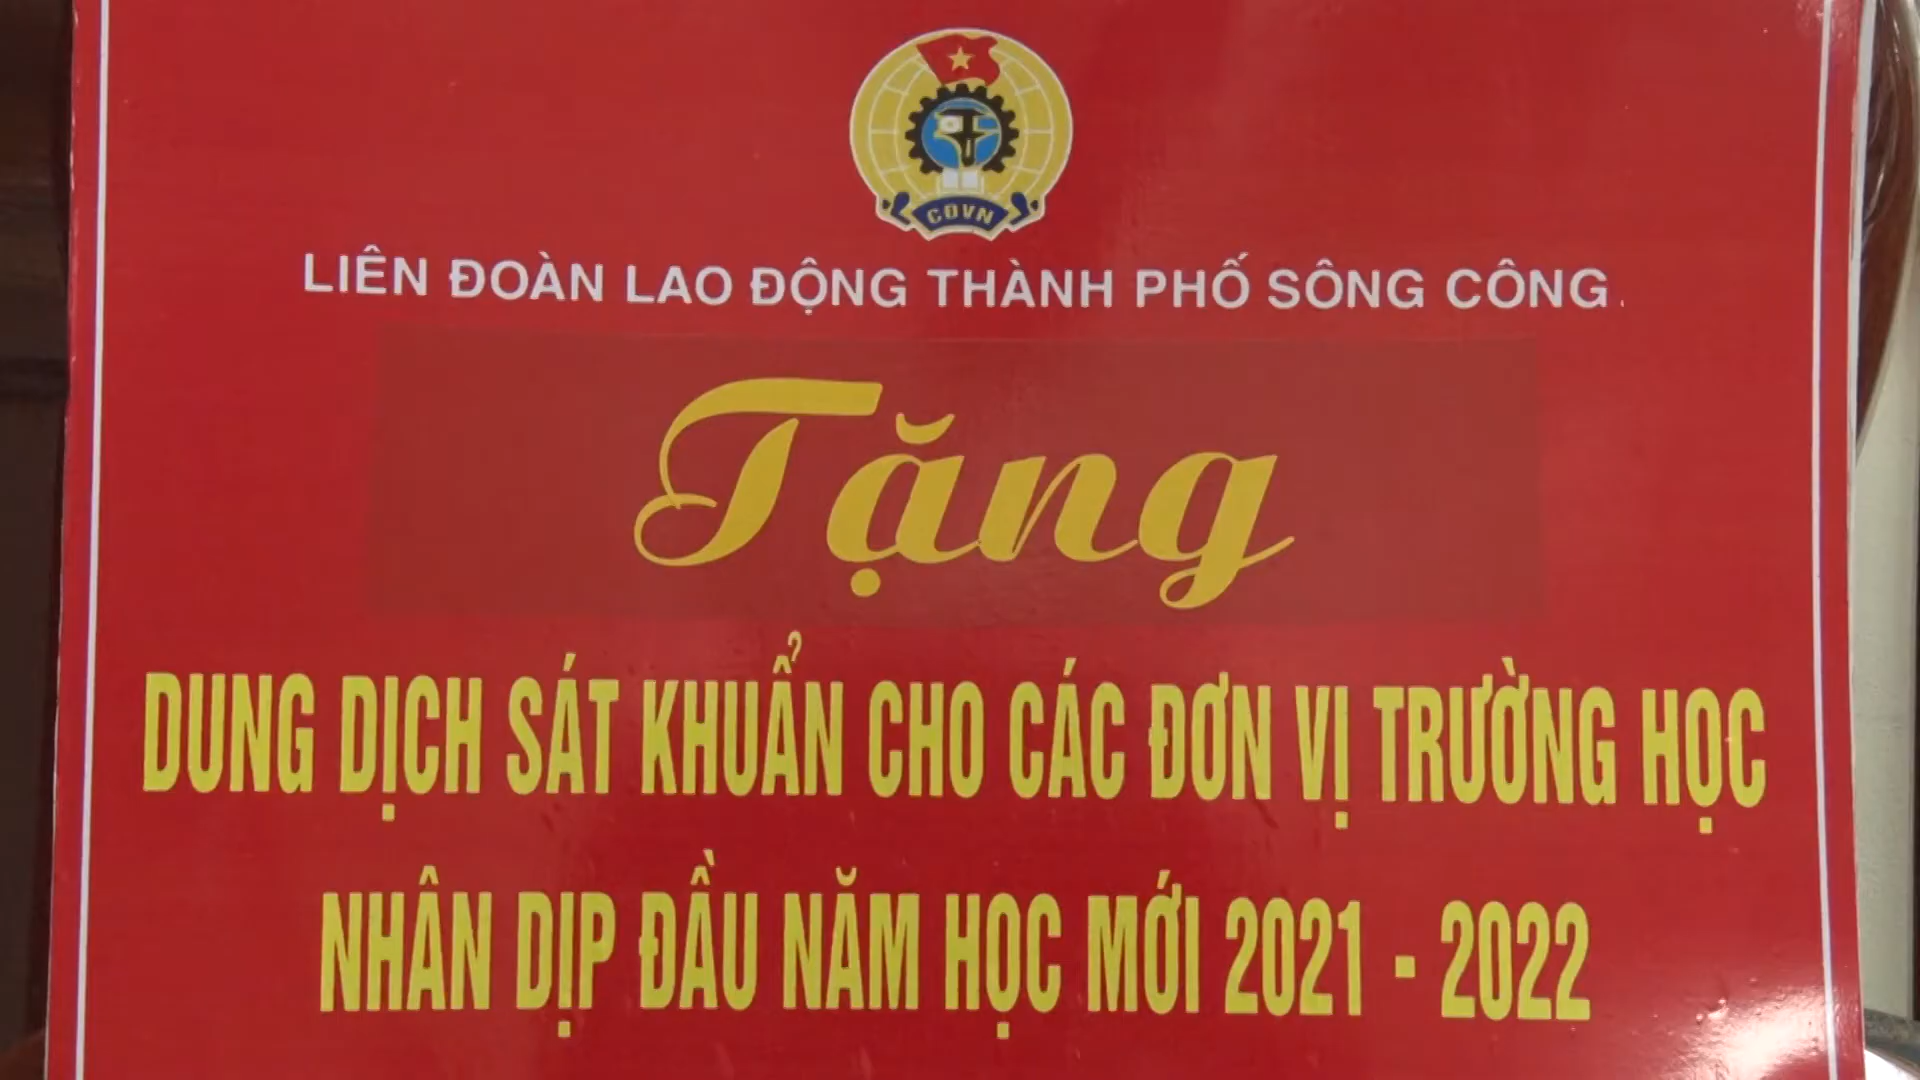 CĐVN
LIÊN ĐOÀN LAO ĐỘNG THÀNH PHỐ SÔNG CÔNG
Tặng
DUNG DỊCH SÁT KHUẨN CHO CÁC ĐƠN VỊ TRƯỜNG HỌC
NHÂN DỊP ĐẦU NĂM HỌC MỚI 2021 - 2022